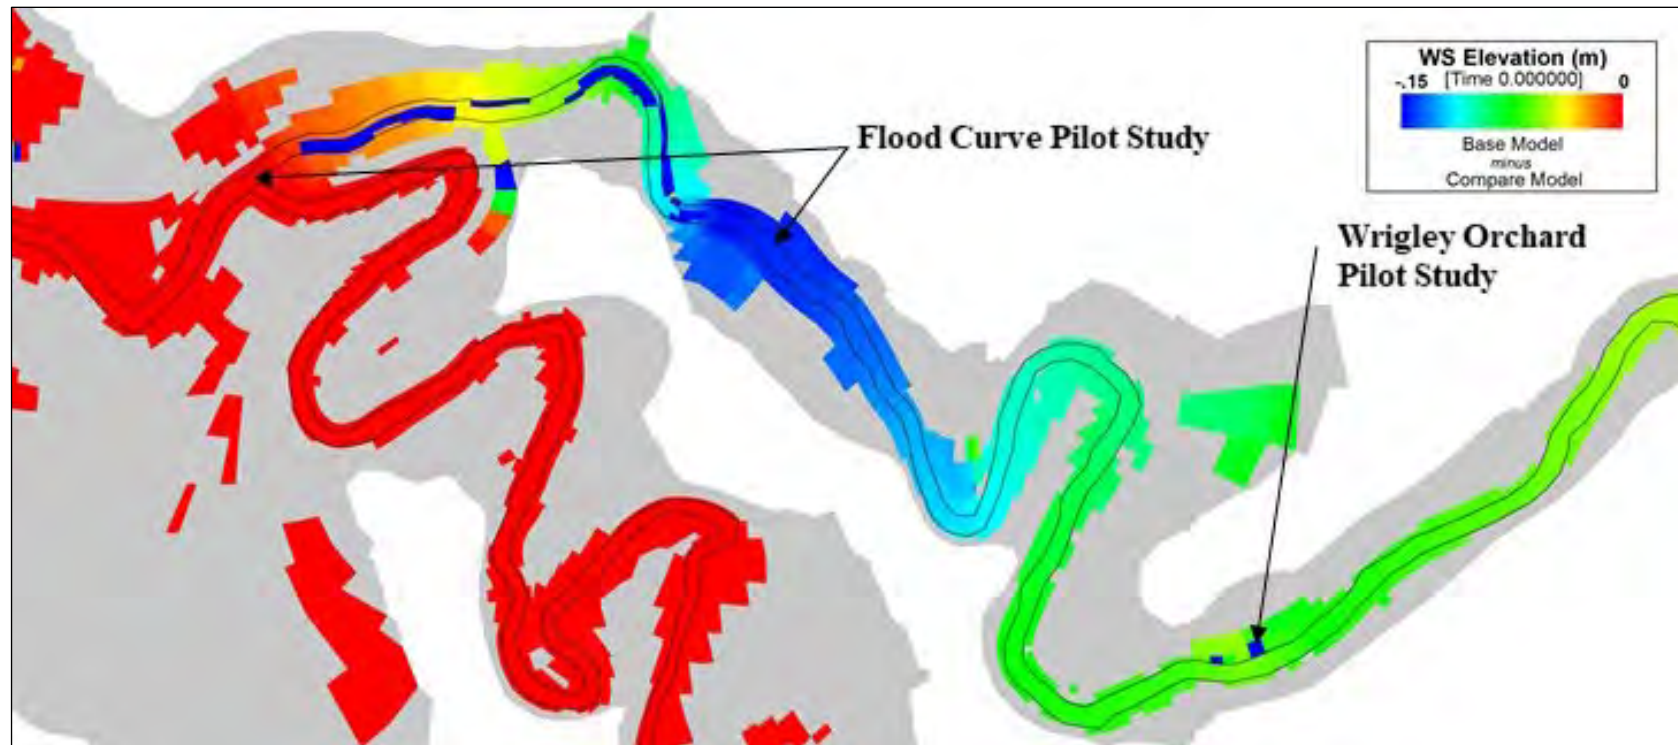 WS Elevation (m)
-.15 [Time 0.000000] 0
Base Model
minus
Compare Model
Flood Curve Pilot Study
Wrigley Orchard
Pilot Study